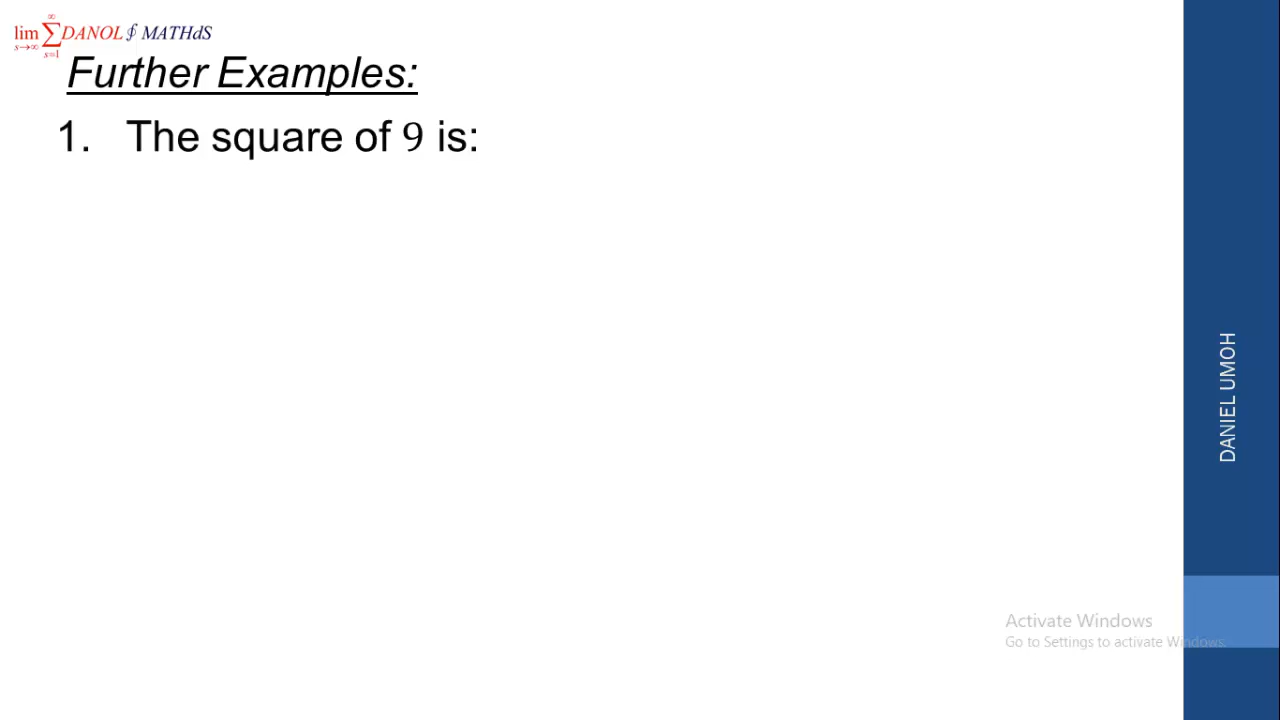 lim s→∞ ∞ ∑ s=1 DANOL ∮ MATHdS
Further Examples:
1. The square of 9 is:
DANIEL UMOH
Activate Windows
Go to Settings to activate Windows.